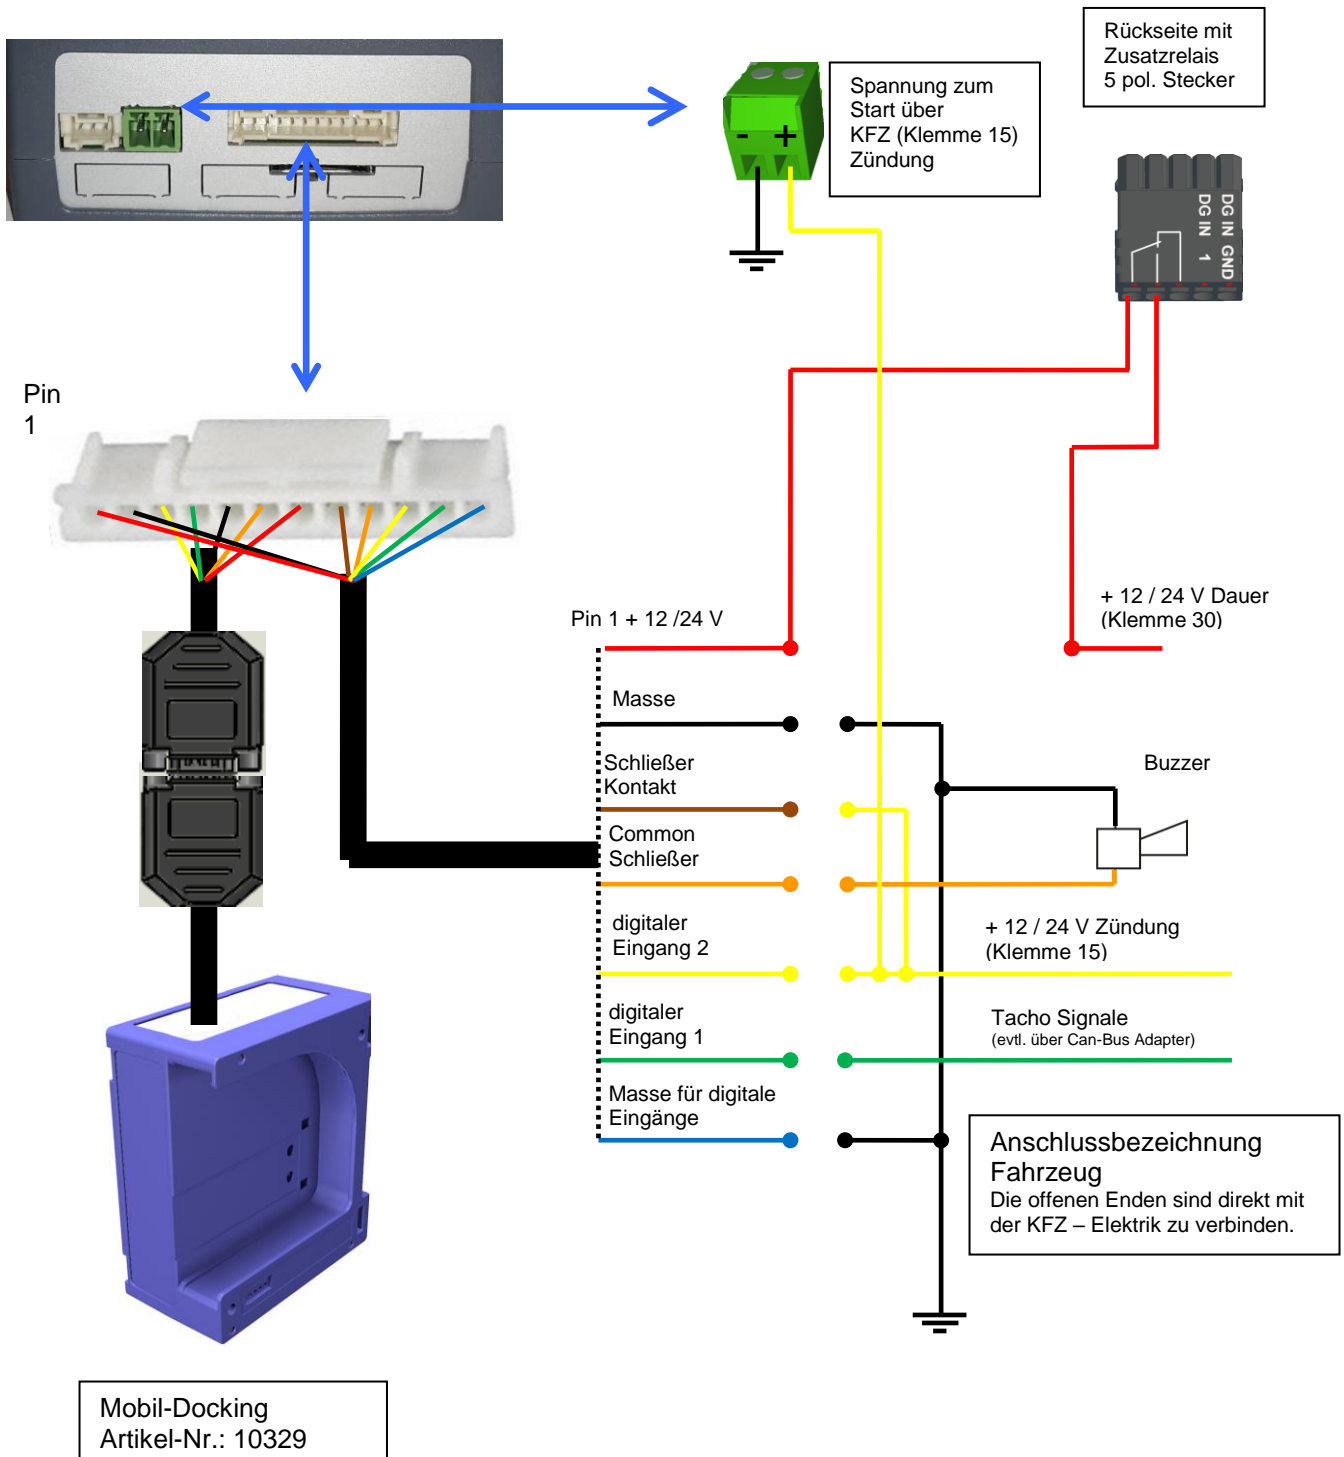 Rückseite mit
Zusatzrelais
5 pol. Stecker
Spannung zum
Start über
KFZ (Klemme 15)
Zündung
- +
DG IN 1
DG IN GND
Pin
1
Pin 1 + 12 /24 V
+ 12 / 24 V Dauer
(Klemme 30)
Masse
Schließer
Kontakt
Buzzer
Common
Schließer
digitaler
Eingang 2
+ 12 / 24 V Zündung
(Klemme 15)
digitaler
Eingang 1
Tacho Signale
(evtl. über Can-Bus Adapter)
Masse für digitale
Eingänge
Anschlussbezeichnung
Fahrzeug
Die offenen Enden sind direkt mit
der KFZ – Elektrik zu verbinden.
Mobil-Docking
Artikel-Nr.: 10329